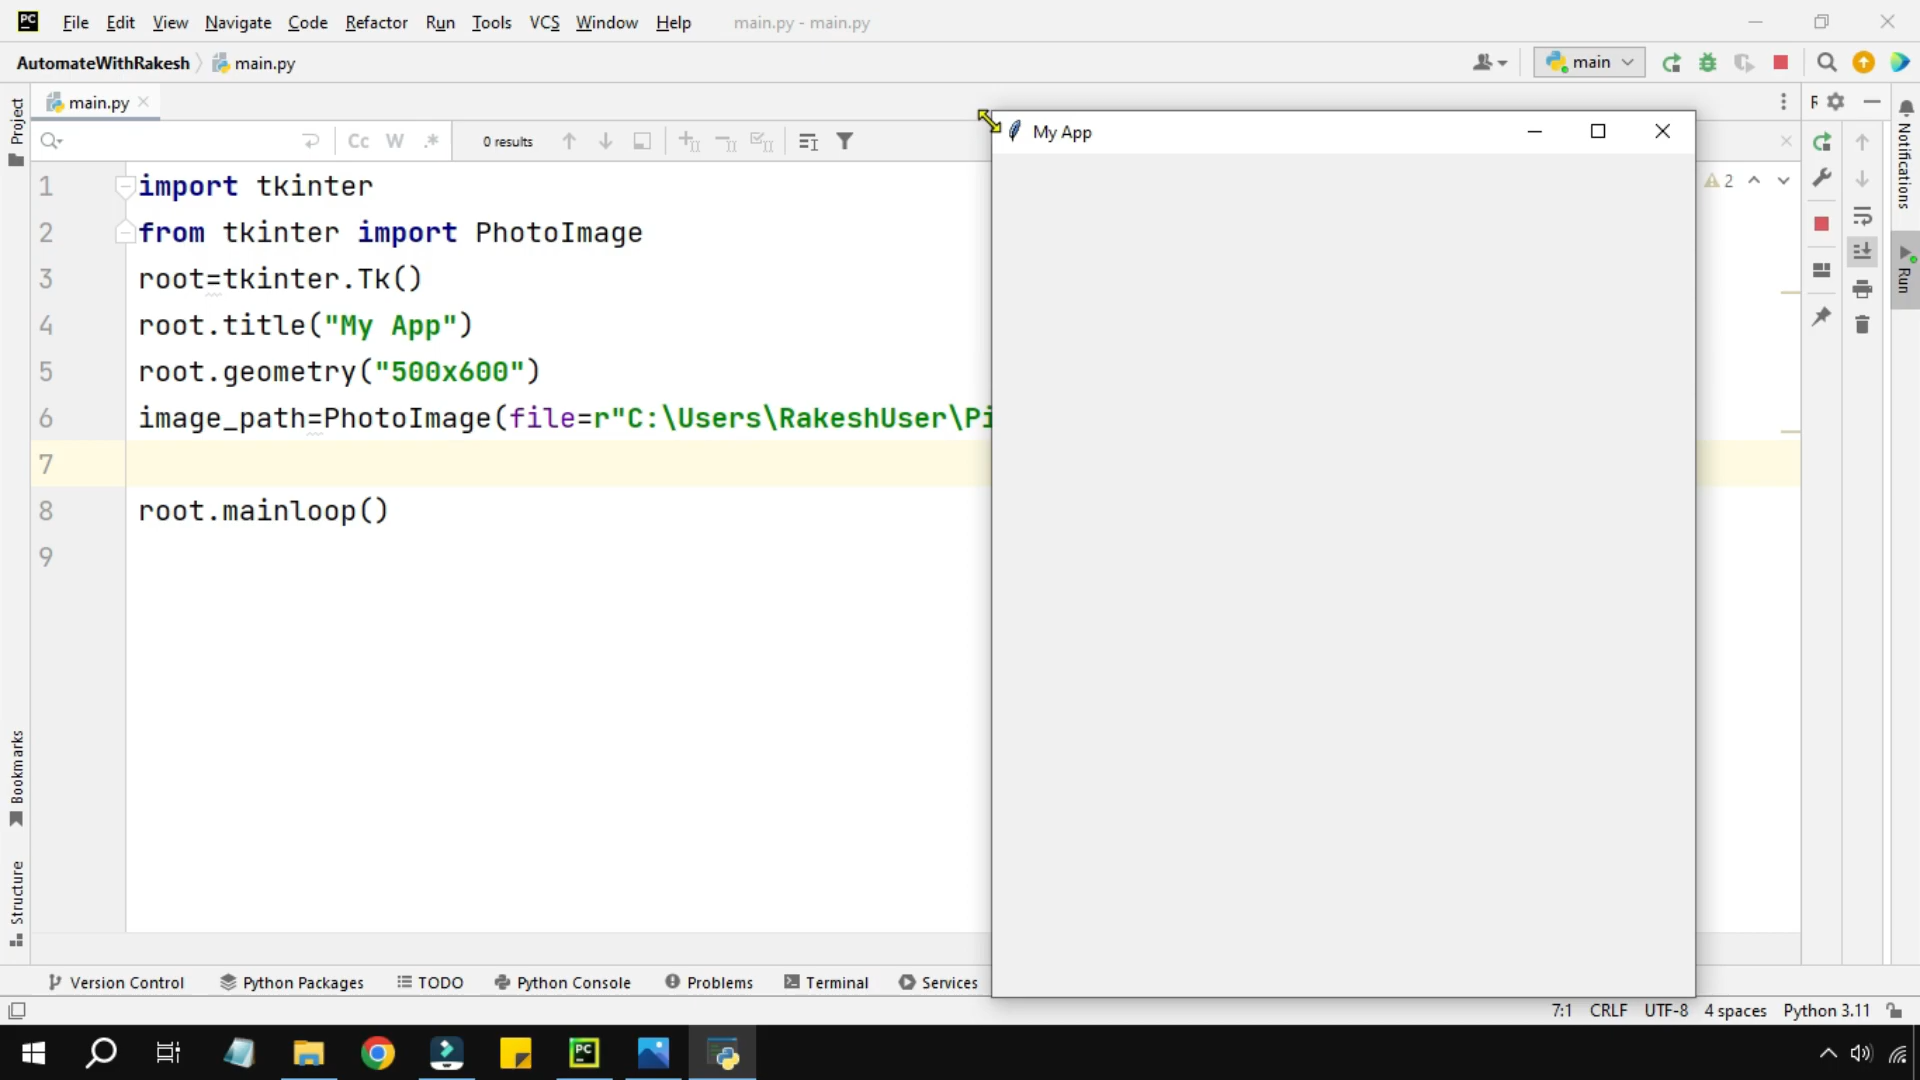 PC File Edit View Navigate Code Refactor Run Tools VCS Window Help main.py - main.py
AutomateWithRakesh main.py main
Project main.py R Notifications
Cc W .* 0 results
My App
2
1 import tkinter
2 from tkinter import PhotoImage
3 root=tkinter.Tk()
4 root.title("My App")
5 root.geometry("500x600")
6 image_path=PhotoImage(file=r"C:\Users\RakeshUser\Pi
7
8 root.mainloop()
9
Run
Bookmarks
Structure
Version Control Python Packages TODO Python Console Problems Terminal Services
7:1 CRLF UTF-8 4 spaces Python 3.11
PC